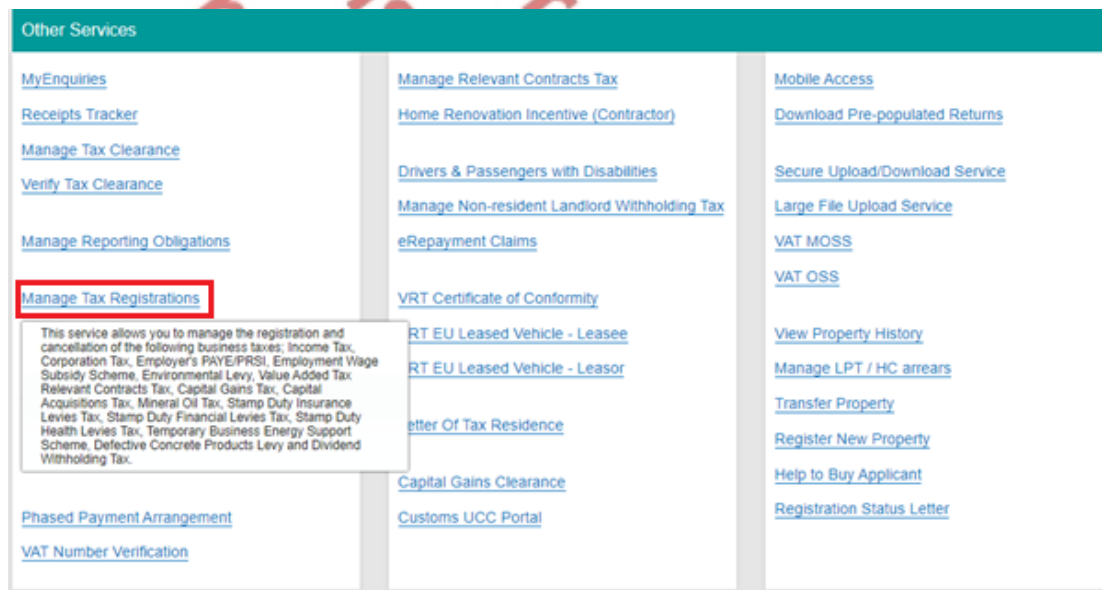 Other Services
MyEnquiries
Receipts Tracker
Manage Tax Clearance
Verify Tax Clearance
Manage Reporting Obligations
Manage Tax Registrations
This service allows you to manage the registration and
cancellation of the following business taxes; Income Tax,
Corporation Tax, Employer's PAYE/PRSI, Employment Wage
Subsidy Scheme, Environmental Levy, Value Added Tax
Relevant Contracts Tax, Capital Gains Tax, Capital
Acquisitions Tax, Mineral Oil Tax, Stamp Duty Insurance
Levies Tax, Stamp Duty Financial Levies Tax, Stamp Duty
Health Levies Tax, Temporary Business Energy Support
Scheme, Defective Concrete Products Levy and Dividend
Withholding Tax.
Phased Payment Arrangement
VAT Number Verification
Manage Relevant Contracts Tax
Home Renovation Incentive (Contractor)
Drivers & Passengers with Disabilities
Manage Non-resident Landlord Withholding Tax
eRepayment Claims
VRT Certificate of Conformity
RT EU Leased Vehicle - Leasee
RT EU Leased Vehicle - Leasor
etter Of Tax Residence
Capital Gains Clearance
Customs UCC Portal
Mobile Access
Download Pre-populated Returns
Secure Upload/Download Service
Large File Upload Service
VAT MOSS
VAT OSS
View Property History
Manage LPT / HC arrears
Transfer Property
Register New Property
Help to Buy Applicant
Registration Status Letter